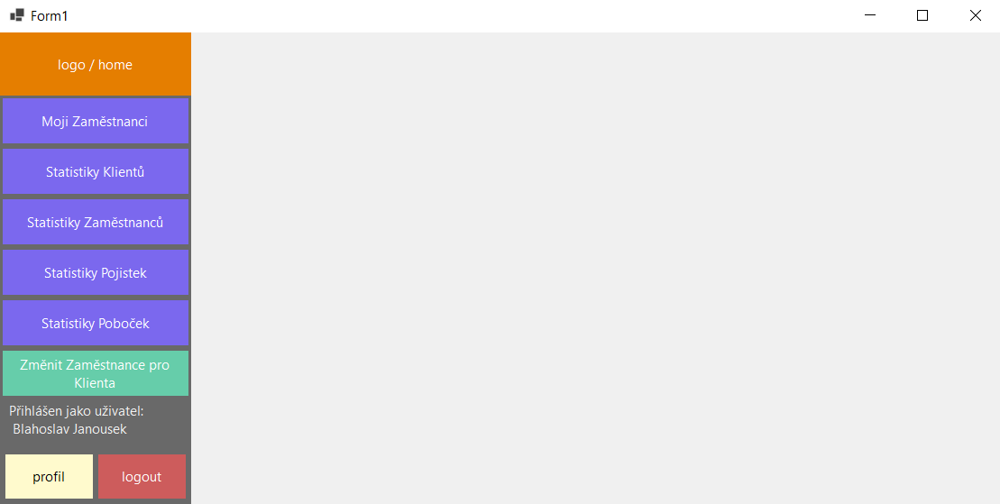 Form1
logo / home
Moji Zaměstnanci
Statistiky Klientů
Statistiky Zaměstnanců
Statistiky Pojistek
Statistiky Poboček
Změnit Zaměstnance pro
Klienta
Přihlášen jako uživatel:
Blahoslav Janousek
profil
logout